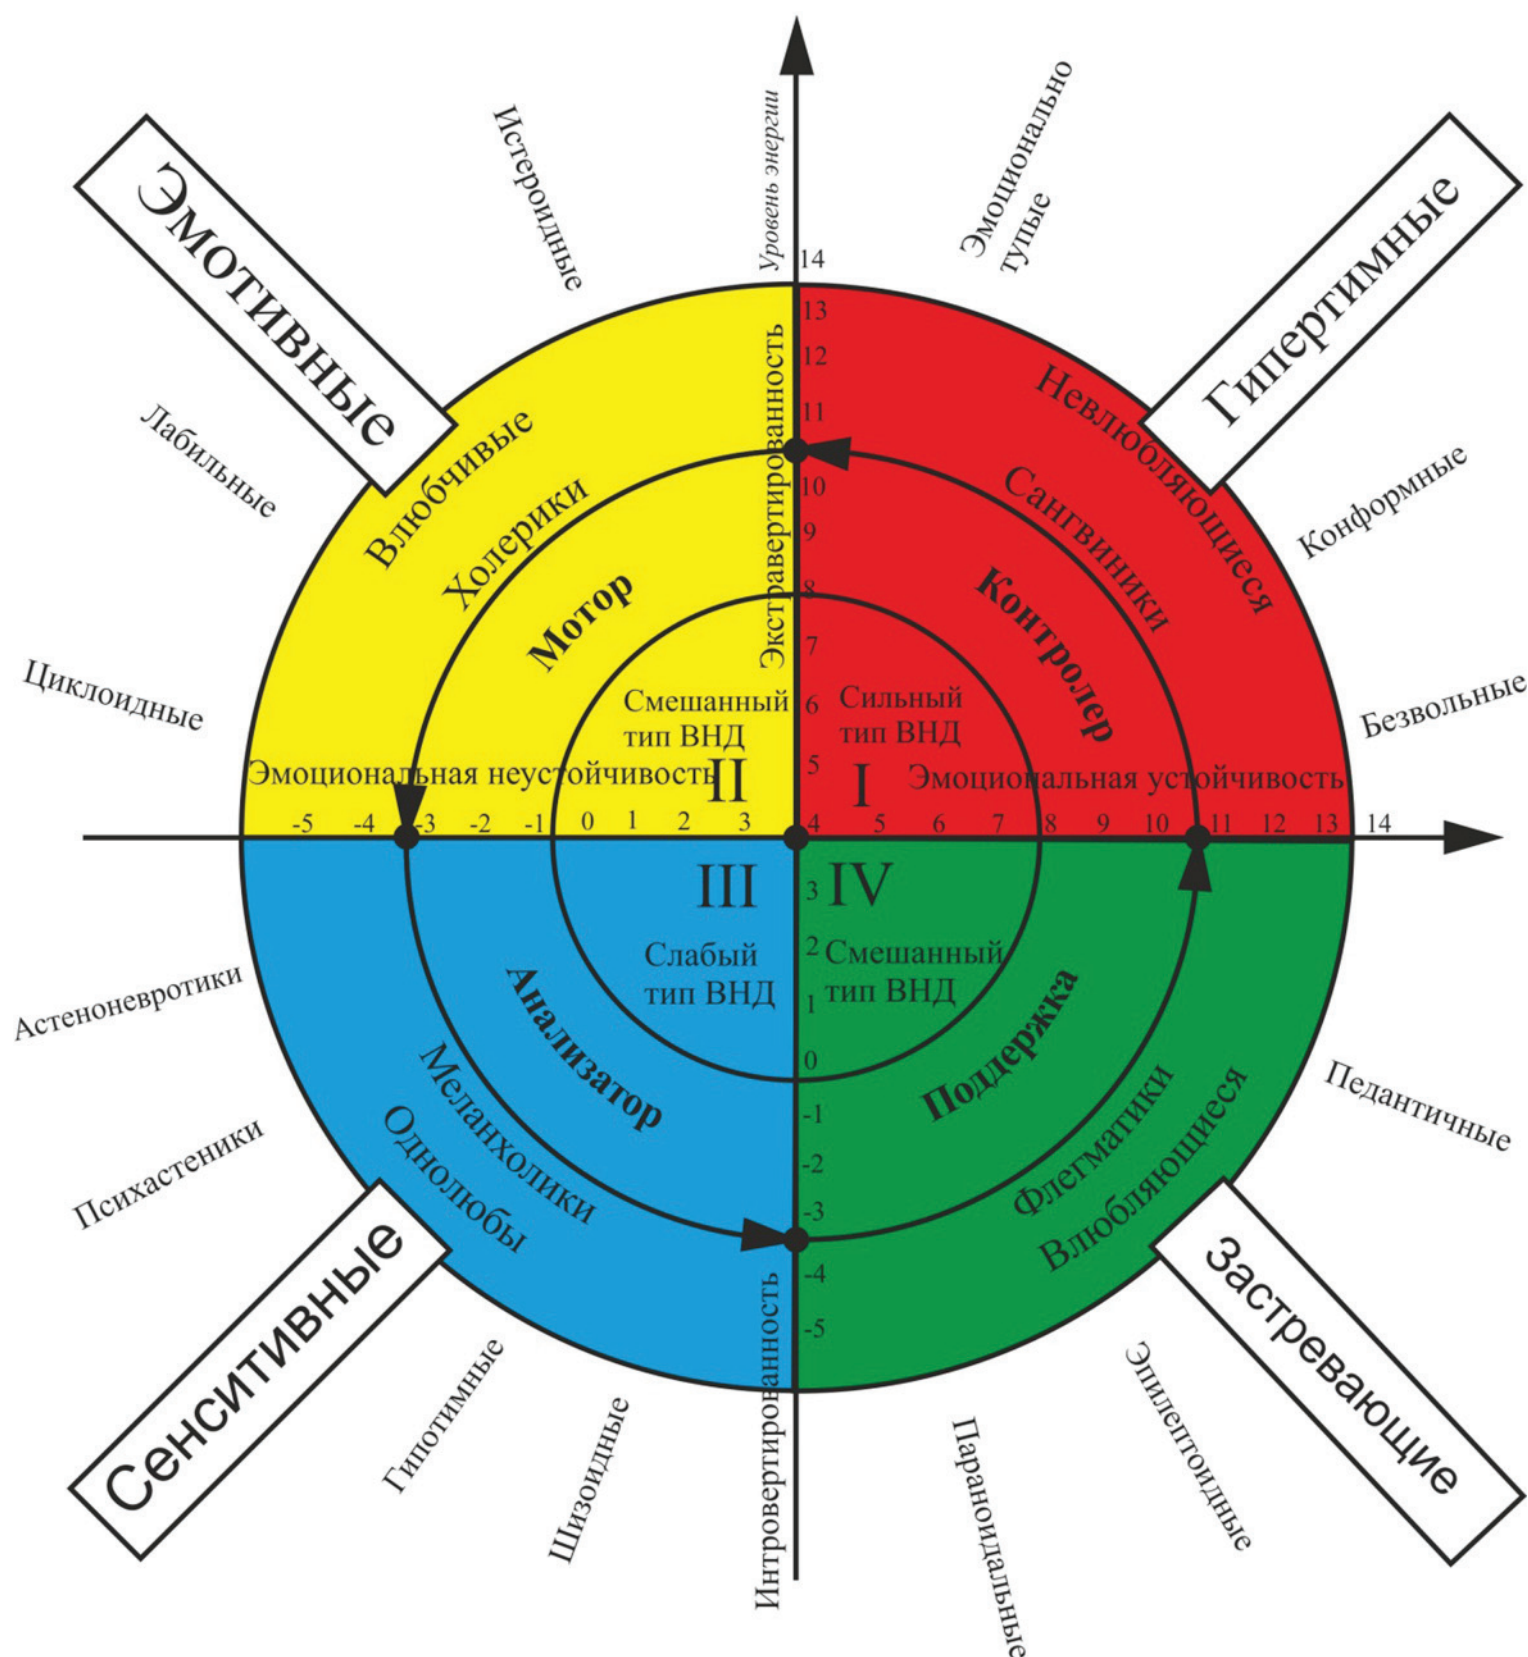 Уровень энергии
14
Эмоционально
тупые
Истероидные
Эмотивные
Гипертимные
Лабильные
Конформные
Циклоидные
Безвольные
Экстравертированность
13
12
11
10
9
8
7
6
5
Влюбчивые
Холерики
Мотор
Смешанный
тип ВНД
II
Эмоциональная неустойчивость
Невлюбляющиеся
Сангвиники
Контролер
Сильный
тип ВНД
I
Эмоциональная устойчивость
-5 -4 -3 -2 -1 0 1 2 3 4 5 6 7 8 9 10 11 12 13 14
III
Слабый
тип ВНД
Анализатор
Меланхолики
Однолюбы
IV
Смешанный
тип ВНД
Поддержка
Флегматики
Влюбляющиеся
3
2
1
0
-1
-2
-3
-4
-5
Интровертированность
Астеноневротики
Психастеники
Сенситивные
Гипотимные
Шизоидные
Педантичные
Застревающие
Эпилептоидные
Параноидальные